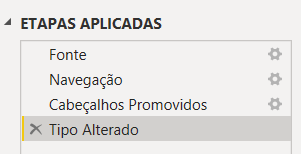 ETAPAS APLICADAS
Fonte
Navegação
Cabeçalhos Promovidos
Tipo Alterado